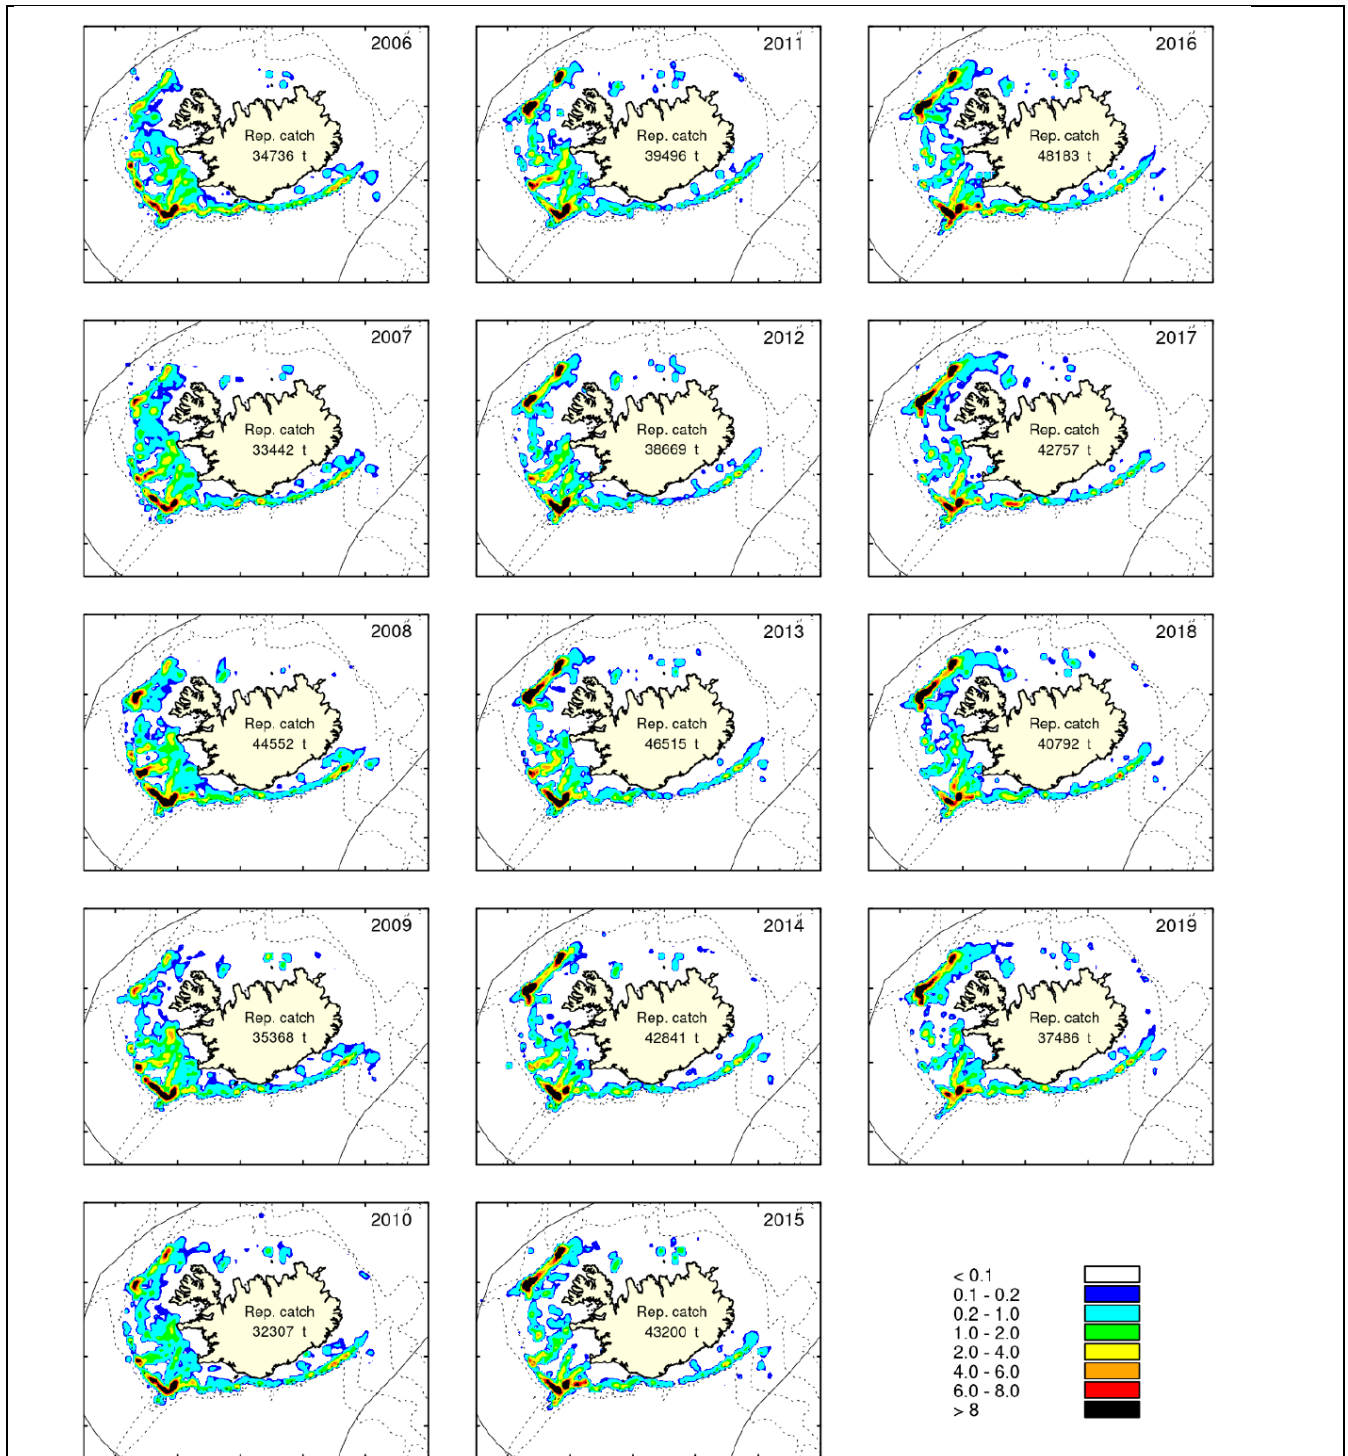 2006
Rep. catch
34736 t
2011
Rep. catch
39496 t
2016
Rep. catch
48183 t
2007
Rep. catch
33442 t
2012
Rep. catch
38669 t
2017
Rep. catch
42757 t
2008
Rep. catch
44552 t
2013
Rep. catch
46515 t
2018
Rep. catch
40792 t
2009
Rep. catch
35368 t
2014
Rep. catch
42841 t
2019
Rep. catch
37486 t
2010
Rep. catch
32307 t
2015
Rep. catch
43200 t
< 0.1
0.1 - 0.2
0.2 - 1.0
1.0 - 2.0
2.0 - 4.0
4.0 - 6.0
6.0 - 8.0
> 8